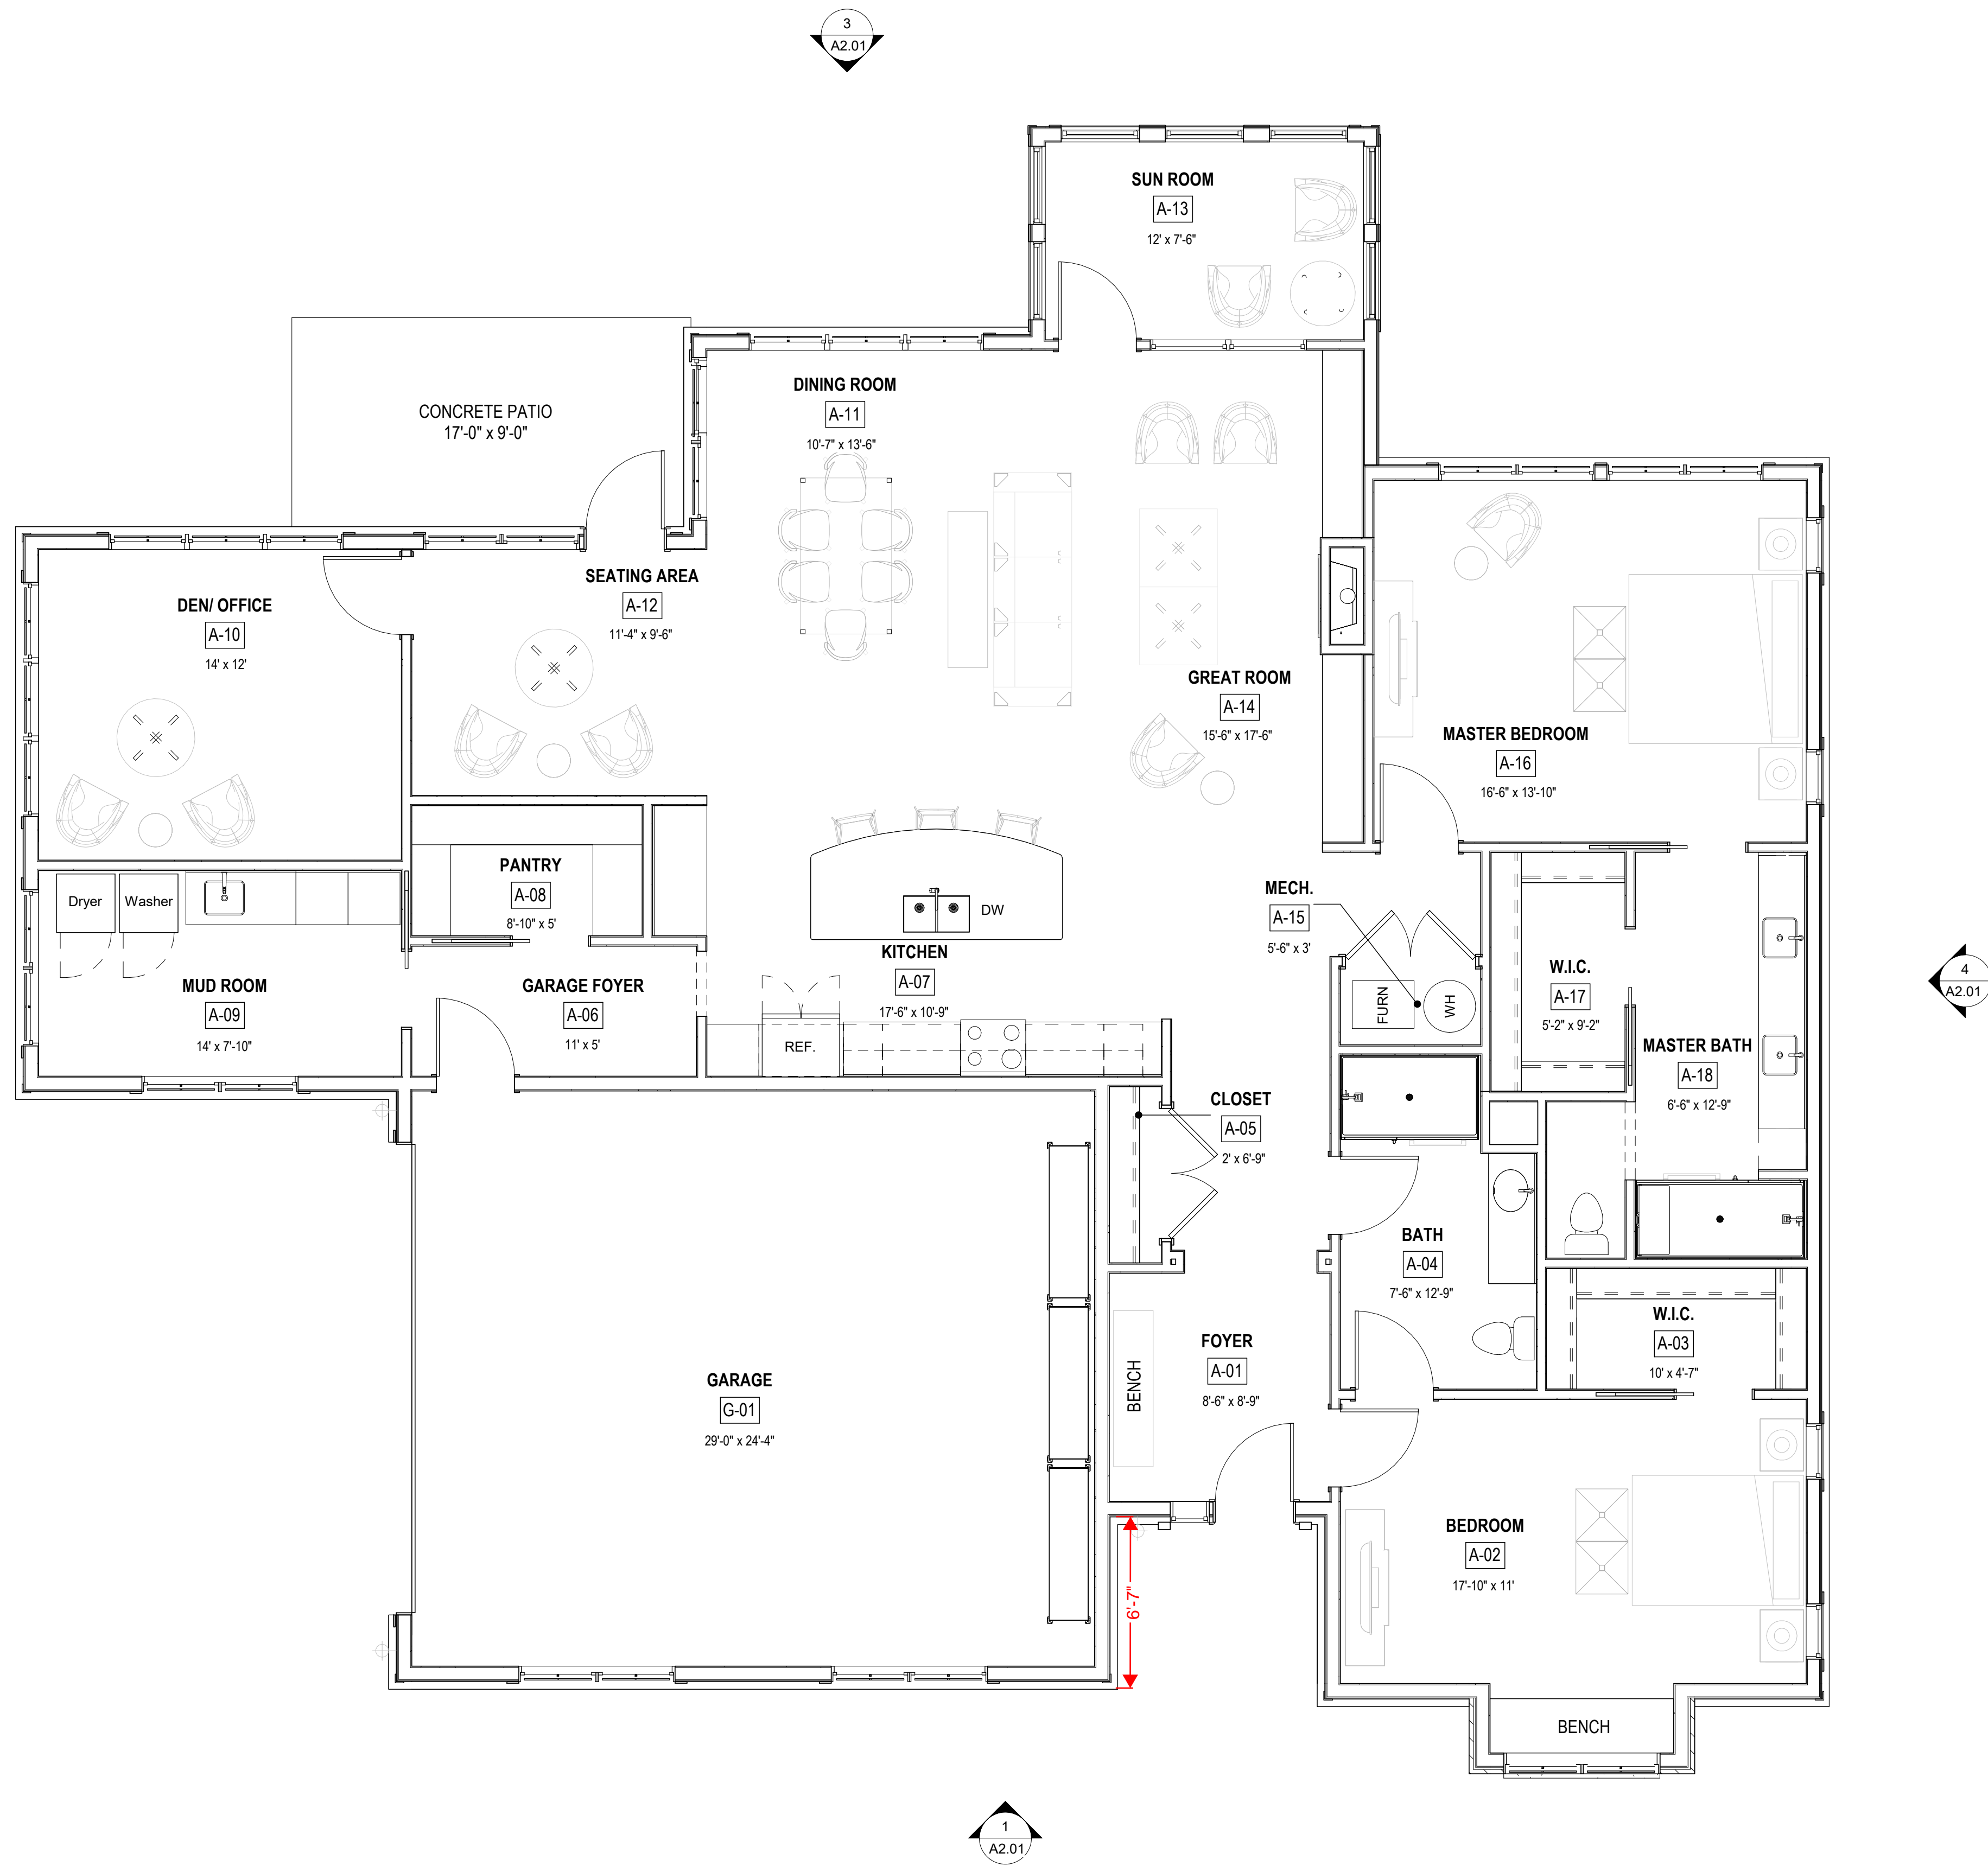 3
A2.01
SUN ROOM
A-13
12' x 7'-6"
CONCRETE PATIO
17'-0" x 9'-0"
DINING ROOM
A-11
10'-7" x 13'-6"
SEATING AREA
A-12
11'-4" x 9'-6"
DEN/ OFFICE
A-10
14' x 12'
GREAT ROOM
A-14
15'-6" x 17'-6"
MASTER BEDROOM
A-16
16'-6" x 13'-10"
PANTRY
A-08
8'-10" x 5'
Dryer
Washer
DW
MECH.
A-15
5'-6" x 3'
KITCHEN
A-07
17'-6" x 10'-9"
MUD ROOM
A-09
14' x 7'-10"
GARAGE FOYER
A-06
11' x 5'
REF.
FURN
WH
W.I.C.
A-17
5'-2" x 9'-2"
4
A2.01
MASTER BATH
A-18
6'-6" x 12'-9"
CLOSET
A-05
2' x 6'-9"
BATH
A-04
7'-6" x 12'-9"
W.I.C.
A-03
10' x 4'-7"
FOYER
A-01
8'-6" x 8'-9"
BENCH
GARAGE
G-01
29'-0" x 24'-4"
BEDROOM
A-02
17'-10" x 11'
6'-7"
BENCH
1
A2.01